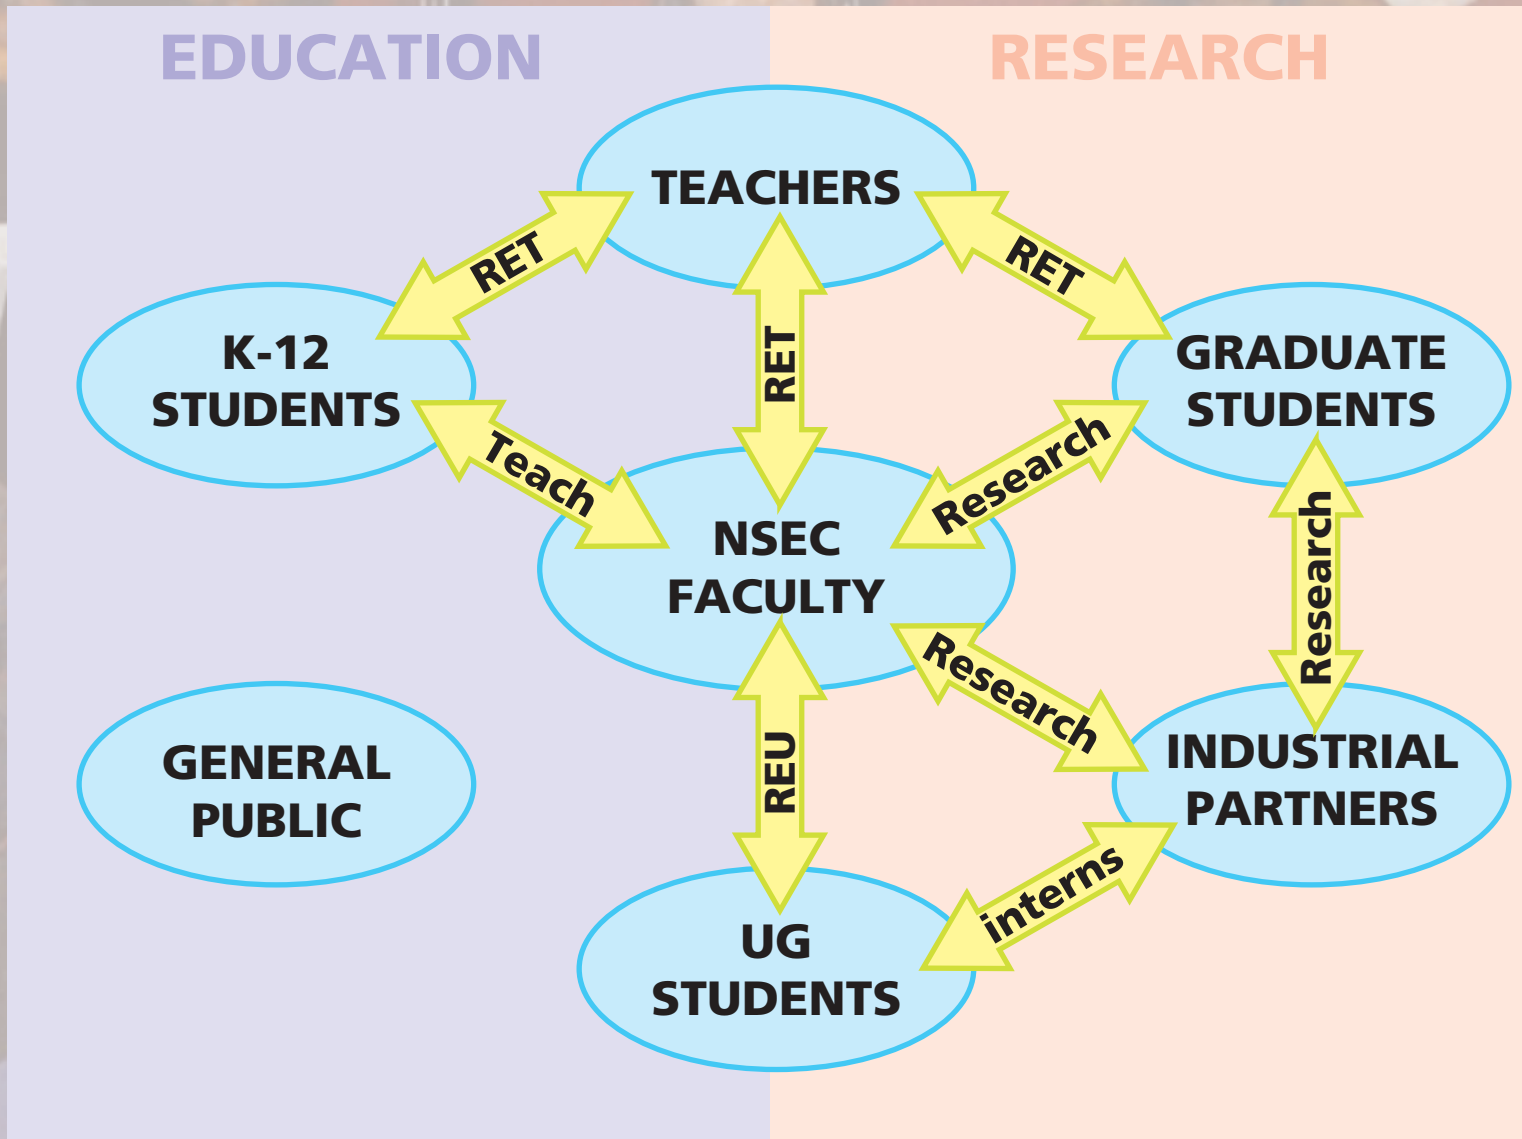 EDUCATION
RESEARCH
TEACHERS
RET
RET
RET
K-12
STUDENTS
GRADUATE
STUDENTS
Teach
Research
NSEC
FACULTY
Research
Research
REU
GENERAL
PUBLIC
INDUSTRIAL
PARTNERS
interns
UG
STUDENTS